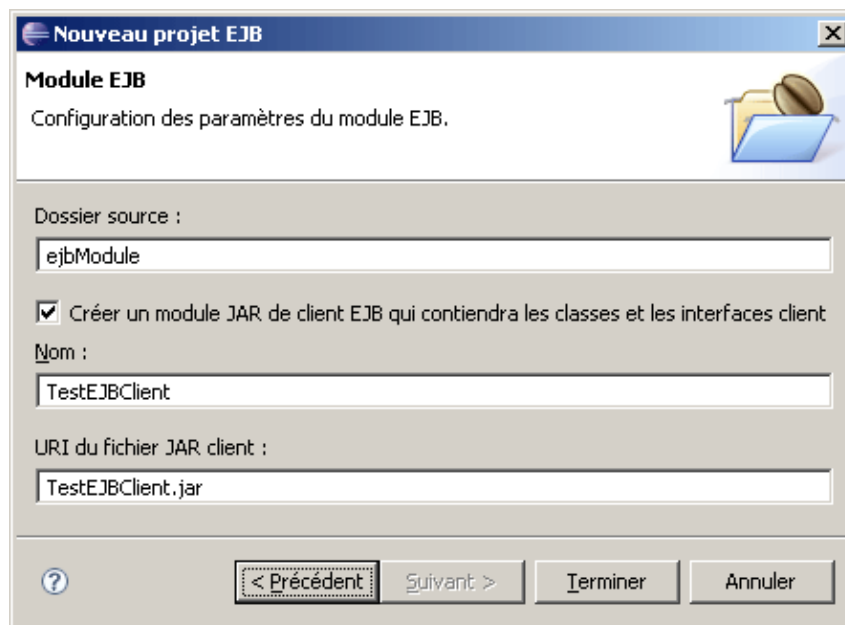 Nouveau projet EJB
Module EJB
Configuration des paramètres du module EJB.
Dossier source :
ejbModule
Créer un module JAR de client EJB qui contiendra les classes et les interfaces client
Nom :
TestEJBClient
URI du fichier JAR client :
TestEJBClient.jar
? < Précédent Suivant > Terminer Annuler